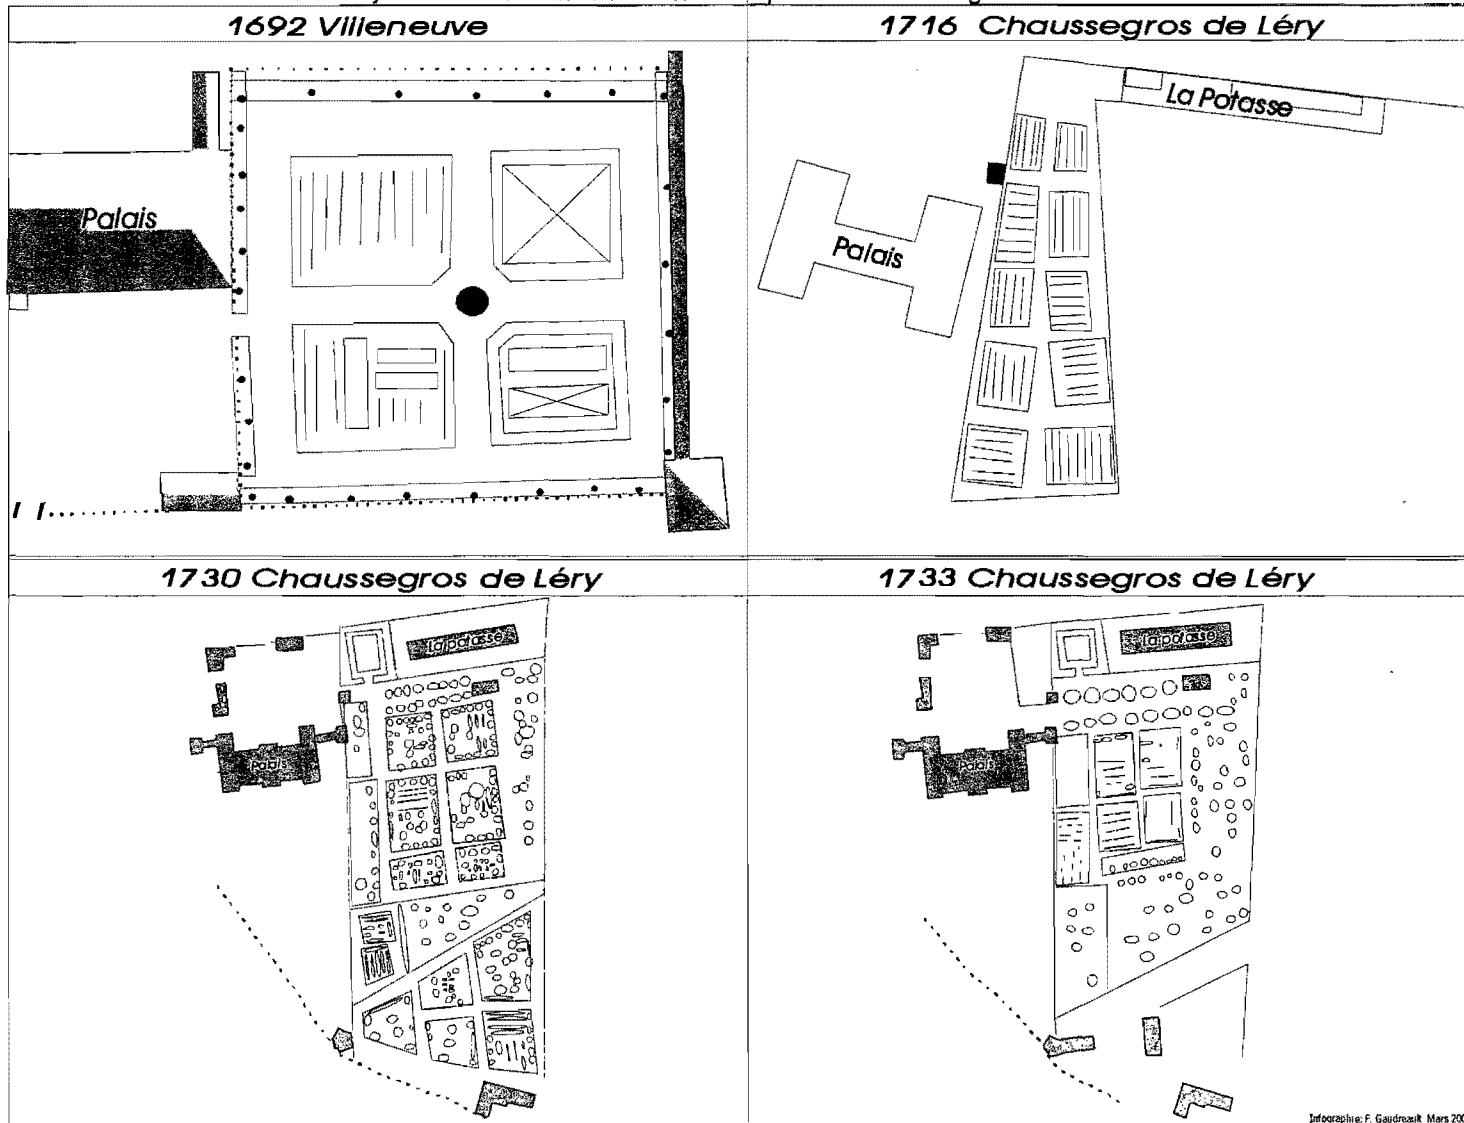 1692 Villeneuve
1716 Chaussegros de Léry
Palais
La Potasse
Palais
1730 Chaussegros de Léry
1733 Chaussegros de Léry
La potasse
Palais
La potasse
Palais
Infographie: F. Gaudreault Mars 200